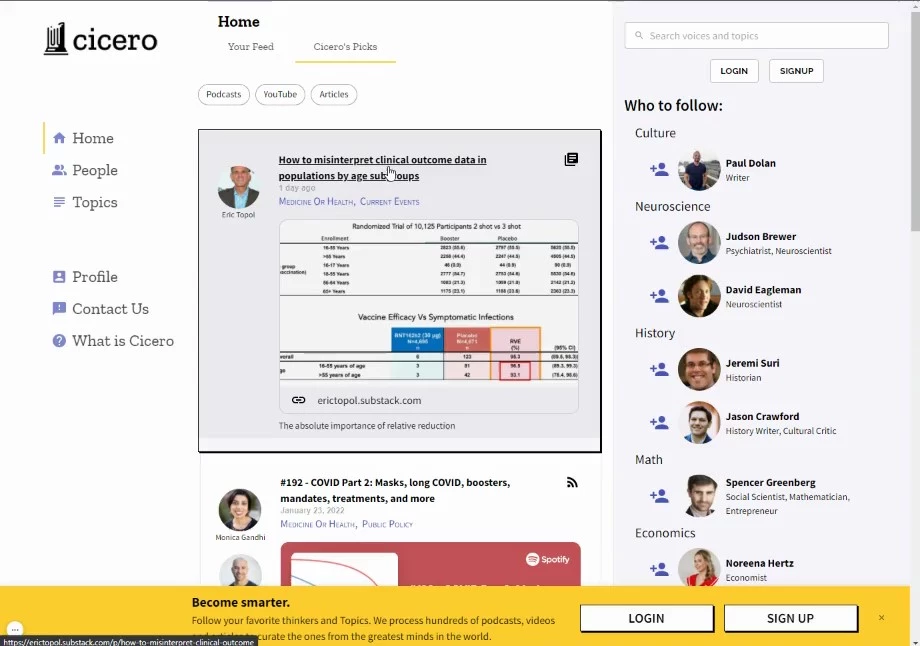 cicero
Home
Your Feed
Cicero's Picks
Podcasts
YouTube
Articles
Home
People
Topics
Profile
Contact Us
What is Cicero
How to misinterpret clinical outcome data in
populations by age subgroups
1 day ago
Medicine Or Health, Current Events
Eric Topol
Randomized Trial of 10,125 Participants 2 shot vs 3 shot
Enrollment Booster Placebo
Vaccine Efficacy Vs Symptomatic Infections
erictopol.substack.com
The absolute importance of relative reduction
#192 - COVID Part 2: Masks, long COVID, boosters,
mandates, treatments, and more
January 23, 2022
Medicine Or Health, Public Policy
Monica Gandhi
Spotify
Search voices and topics
LOGIN
SIGNUP
Who to follow:
Culture
Paul Dolan
Writer
Neuroscience
Judson Brewer
Psychiatrist, Neuroscientist
David Eagleman
Neuroscientist
History
Jeremi Suri
Historian
Jason Crawford
History Writer, Cultural Critic
Math
Spencer Greenberg
Social Scientist, Mathematician,
Entrepreneur
Economics
Noreena Hertz
Economist
Become smarter.
Follow your favorite thinkers and Topics. We process hundreds of podcasts, videos
curate the ones from the greatest minds in the world.
LOGIN
SIGN UP
https://erictopol.substack.com/p/how-to-misinterpret-clinical-outcome